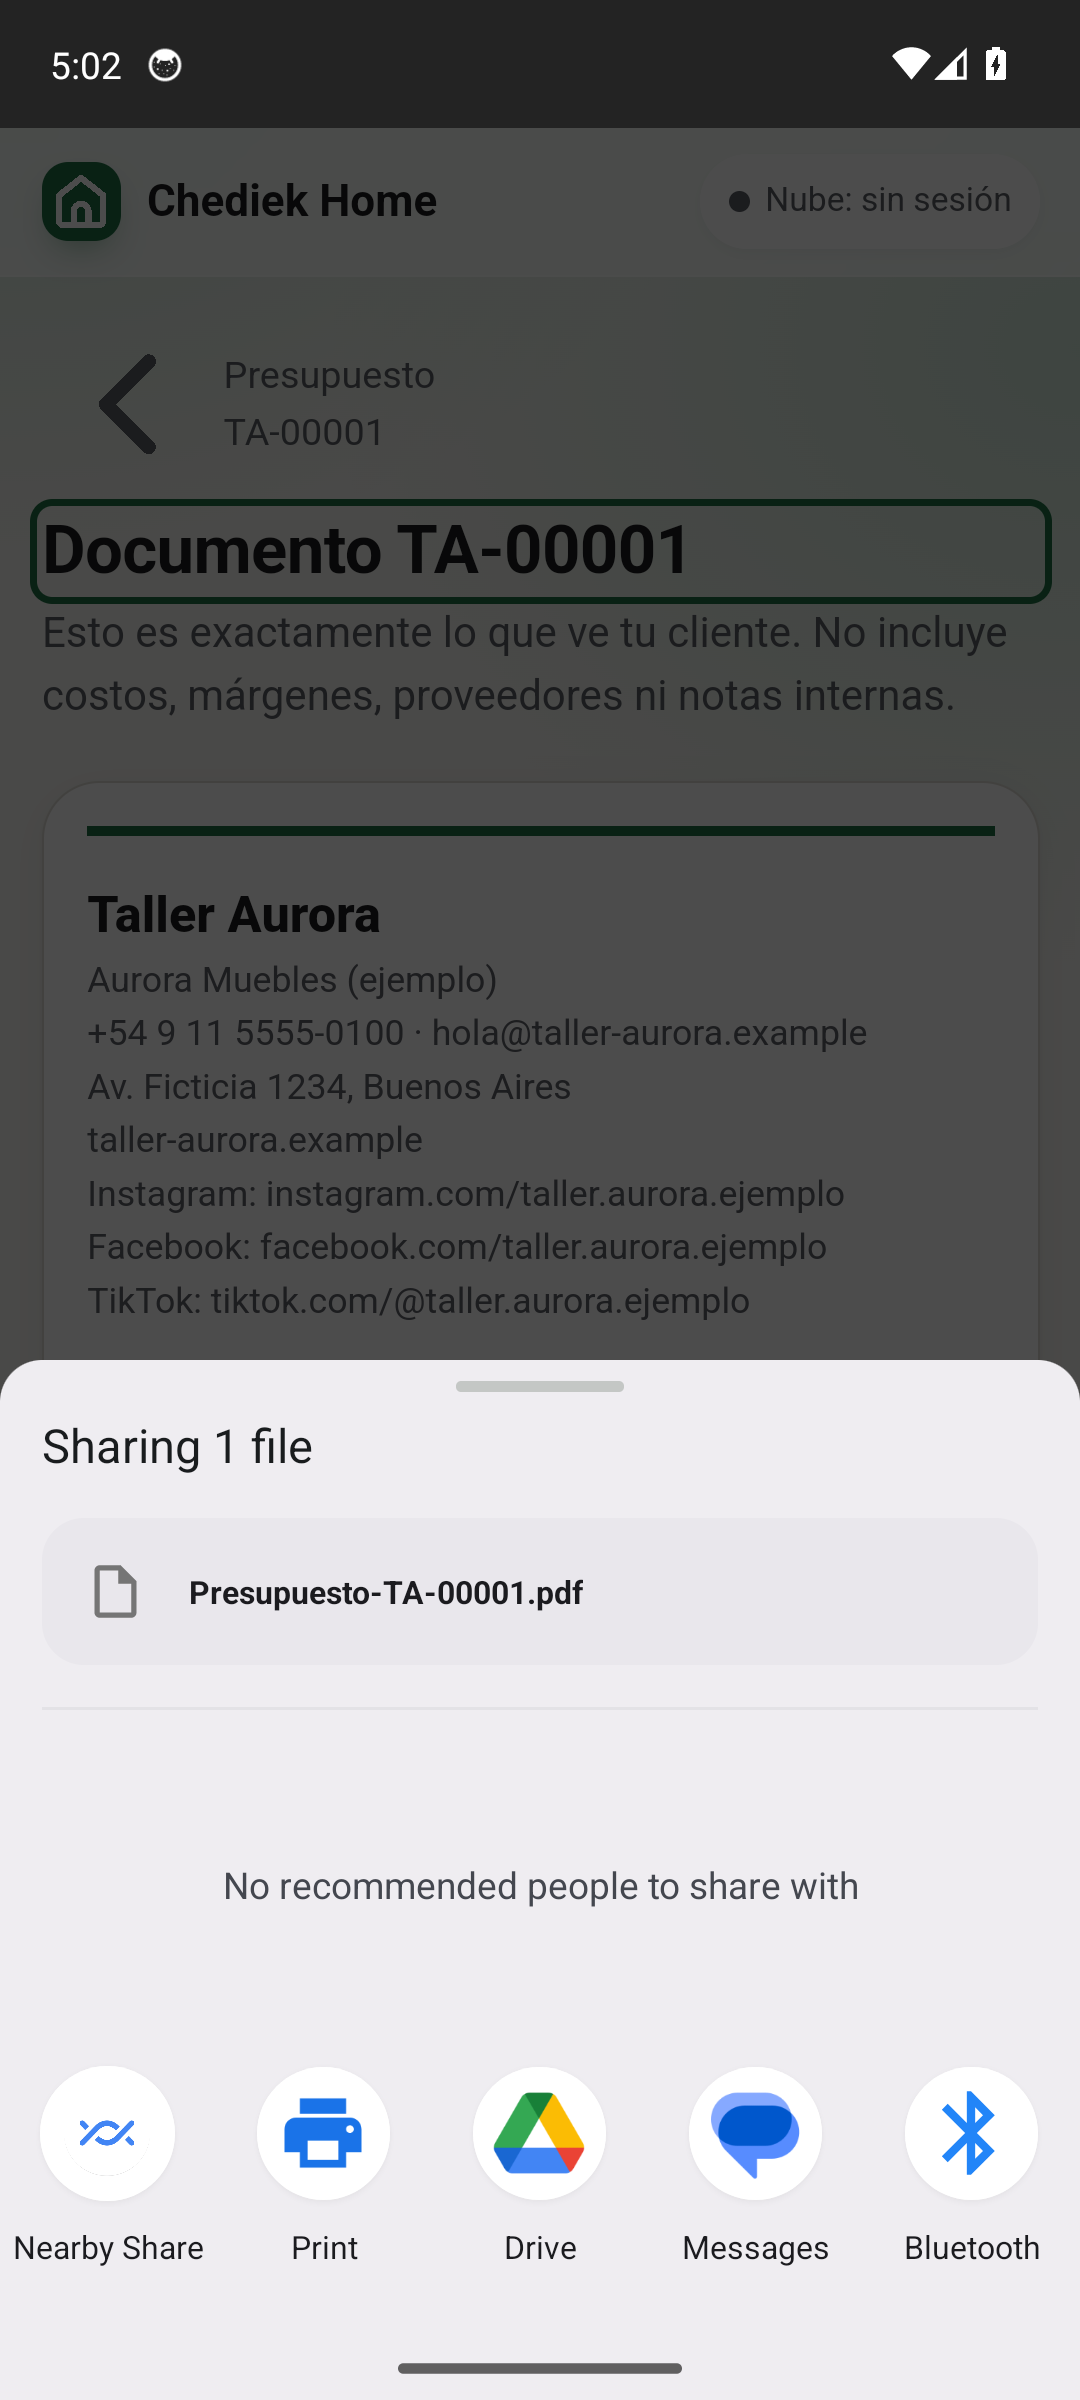 5:02
Chediek Home
Nube: sin sesión
Presupuesto
TA-00001
Documento TA-00001
Esto es exactamente lo que ve tu cliente. No incluye
costos, márgenes, proveedores ni notas internas.
Taller Aurora
Aurora Muebles (ejemplo)
+54 9 11 5555-0100 · hola@taller-aurora.example
Av. Ficticia 1234, Buenos Aires
taller-aurora.example
Instagram: instagram.com/taller.aurora.ejemplo
Facebook: facebook.com/taller.aurora.ejemplo
TikTok: tiktok.com/@taller.aurora.ejemplo
Sharing 1 file
Presupuesto-TA-00001.pdf
No recommended people to share with
Nearby Share
Print
Drive
Messages
Bluetooth